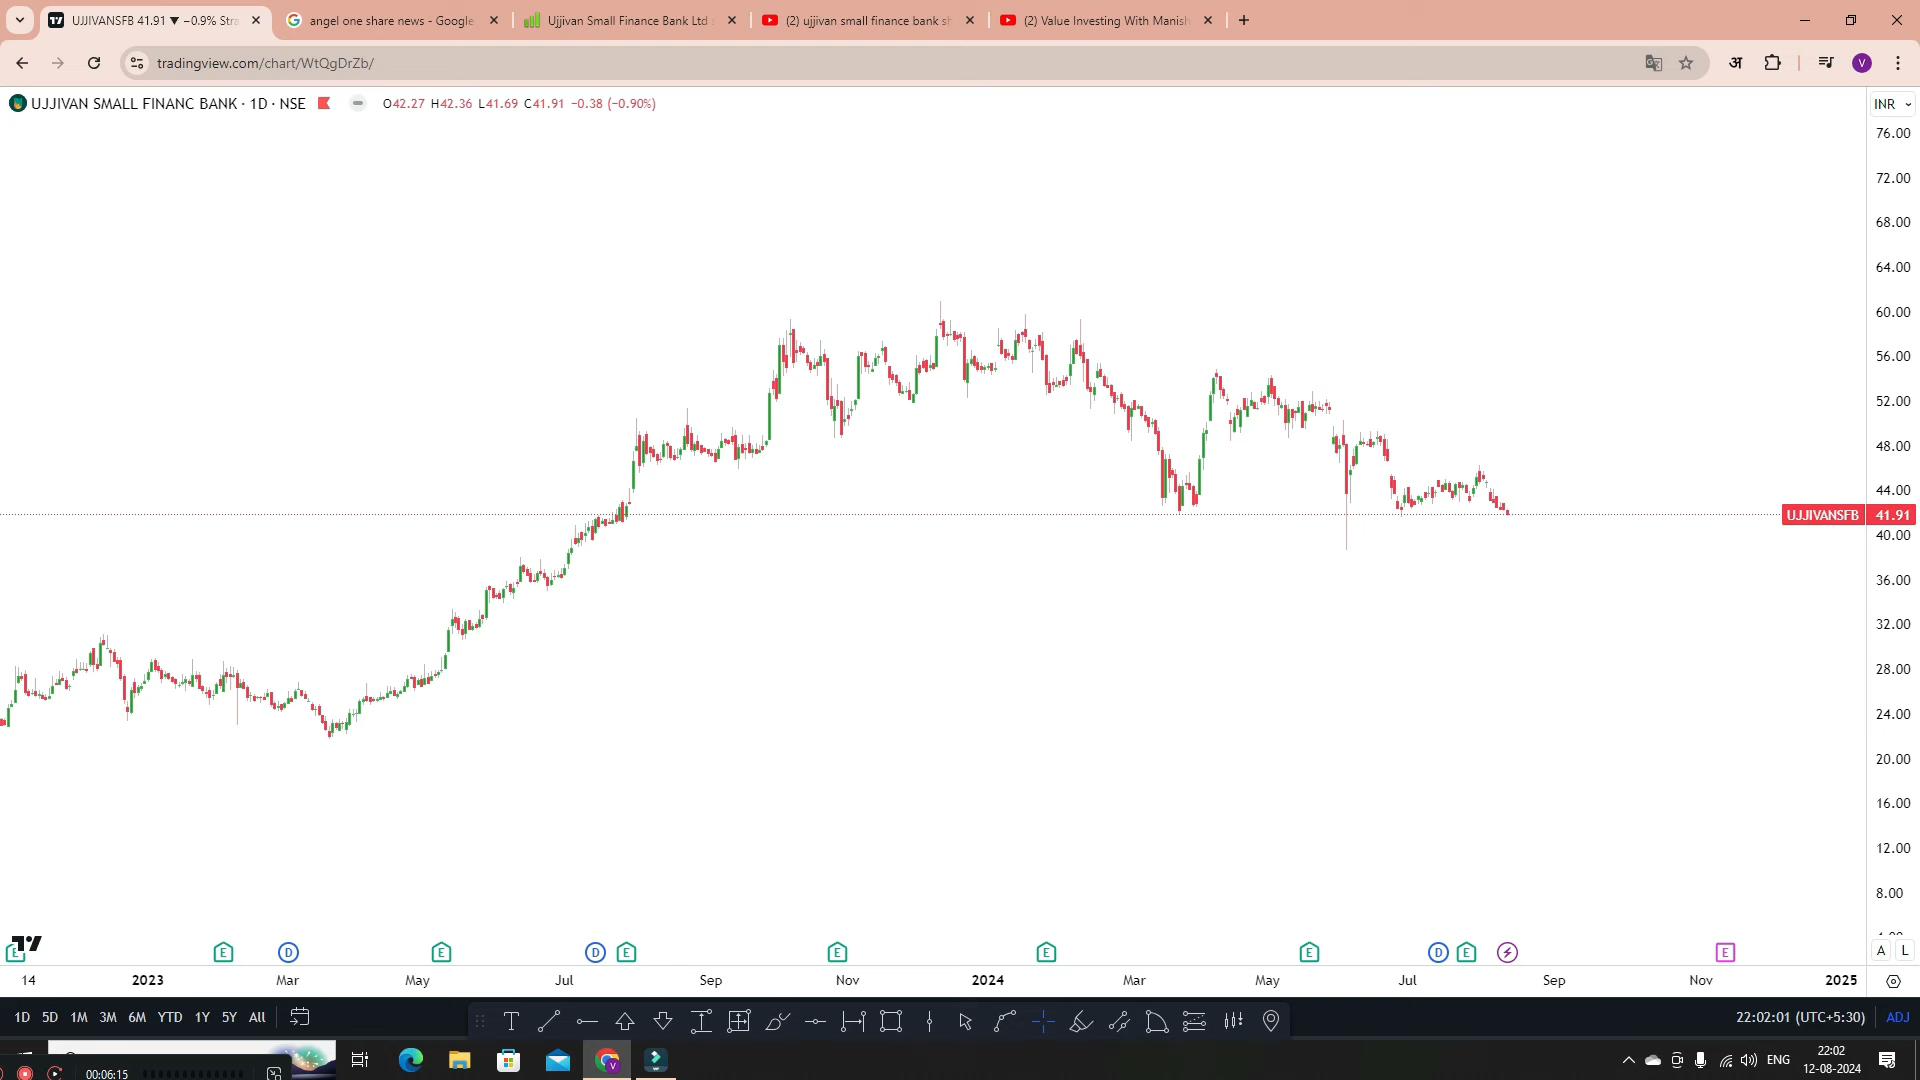 UJJIVANSFB 41.91 ▼ −0.9% Stra
angel one share news - Google
Ujjivan Small Finance Bank Ltd
(2) ujjivan small finance bank sh
(2) Value Investing With Manish
tradingview.com/chart/WtQgDrZb/
अ
V
UJJIVAN SMALL FINANC BANK · 1D · NSE
O42.27 H42.36 L41.69 C41.91 −0.38 (−0.90%)
INR
76.00
72.00
68.00
64.00
60.00
56.00
52.00
48.00
44.00
UJJIVANSFB 41.91
40.00
36.00
32.00
28.00
24.00
20.00
16.00
12.00
8.00
E E D E D E E E E D E E
A L
14 2023 Mar May Jul Sep Nov 2024 Mar May Jul Sep Nov 2025
1D 5D 1M 3M 6M YTD 1Y 5Y All
T
22:02:01 (UTC+5:30) ADJ
00:06:15
V
ENG
22:02
12-08-2024